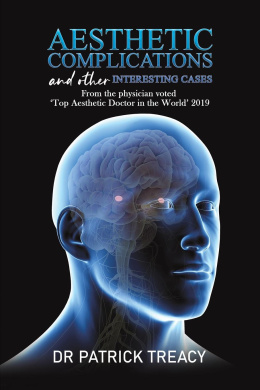 AESTHETIC
COMPLICATIONS
and other INTERESTING CASES
From the physician voted
'Top Aesthetic Doctor in the World' 2019
DR PATRICK TREACY